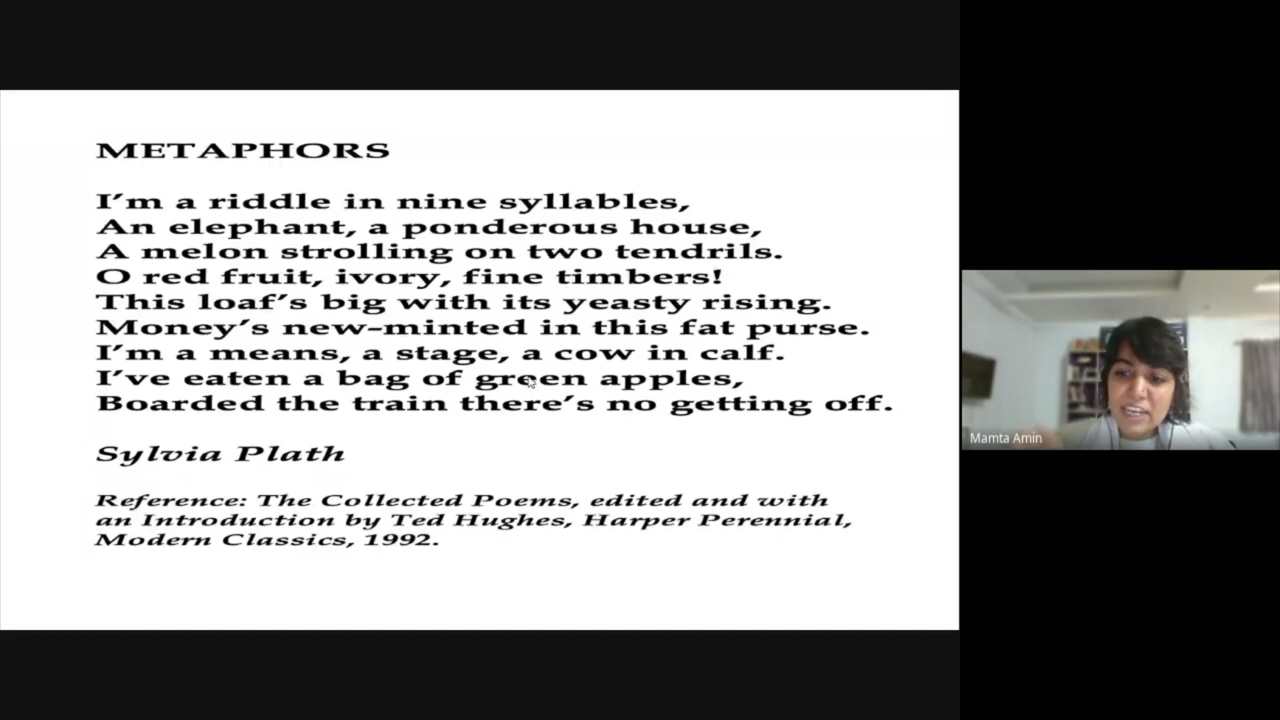 METAPHORS
I’m a riddle in nine syllables,
An elephant, a ponderous house,
A melon strolling on two tendrils.
O red fruit, ivory, fine timbers!
This loaf’s big with its yeasty rising.
Money’s new-minted in this fat purse.
I’m a means, a stage, a cow in calf.
I’ve eaten a bag of green apples,
Boarded the train there’s no getting off.
Sylvia Plath
Reference: The Collected Poems, edited and with
an Introduction by Ted Hughes, Harper Perennial,
Modern Classics, 1992.
Mamta Amin